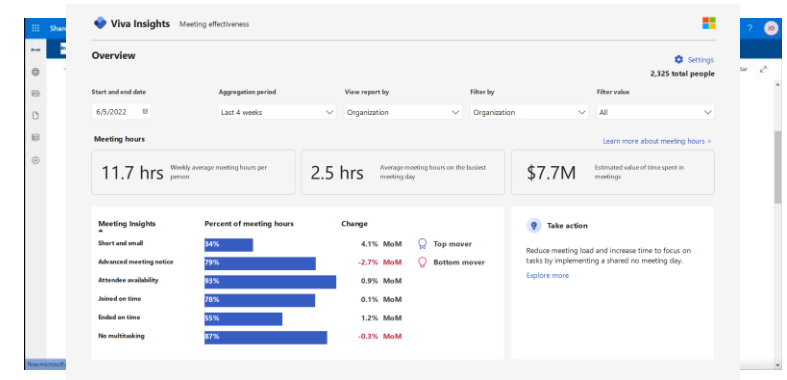 Viva Insights Meeting effectiveness
Shar
?
JD
Overview
Settings
2,325 total people
Start and end date Aggregation period View report by Filter by Filter value
6/5/2022 Last 4 weeks Organization Organization All
Meeting hours
Learn more about meeting hours >
11.7 hrs Weekly average meeting hours per person
2.5 hrs Average meeting hours on the busiest meeting day
$7.7M Estimated value of time spent in meetings
Meeting Insights Percent of meeting hours Change
Short and small 34% 4.1% MoM Top mover
Advanced meeting notice 79% -2.7% MoM Bottom mover
Attendee availability 93% 0.9% MoM
Joined on time 78% 0.1% MoM
Ended on time 55% 1.2% MoM
No multitasking 87% -0.3% MoM
Take action
Reduce meeting load and increase time to focus on
tasks by implementing a shared no meeting day.
Explore more